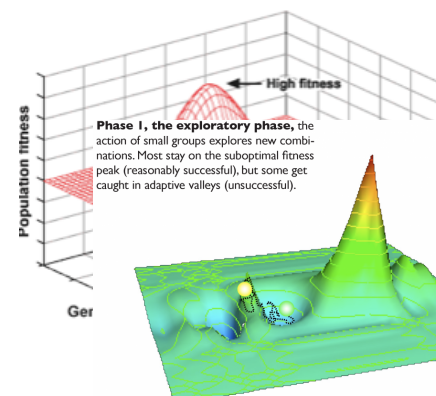 High fitness
Population fitness
Phase 1, the exploratory phase, the
action of small groups explores new combi-
nations. Most stay on the suboptimal fitness
peak (reasonably successful), but some get
caught in adaptive valleys (unsuccessful).